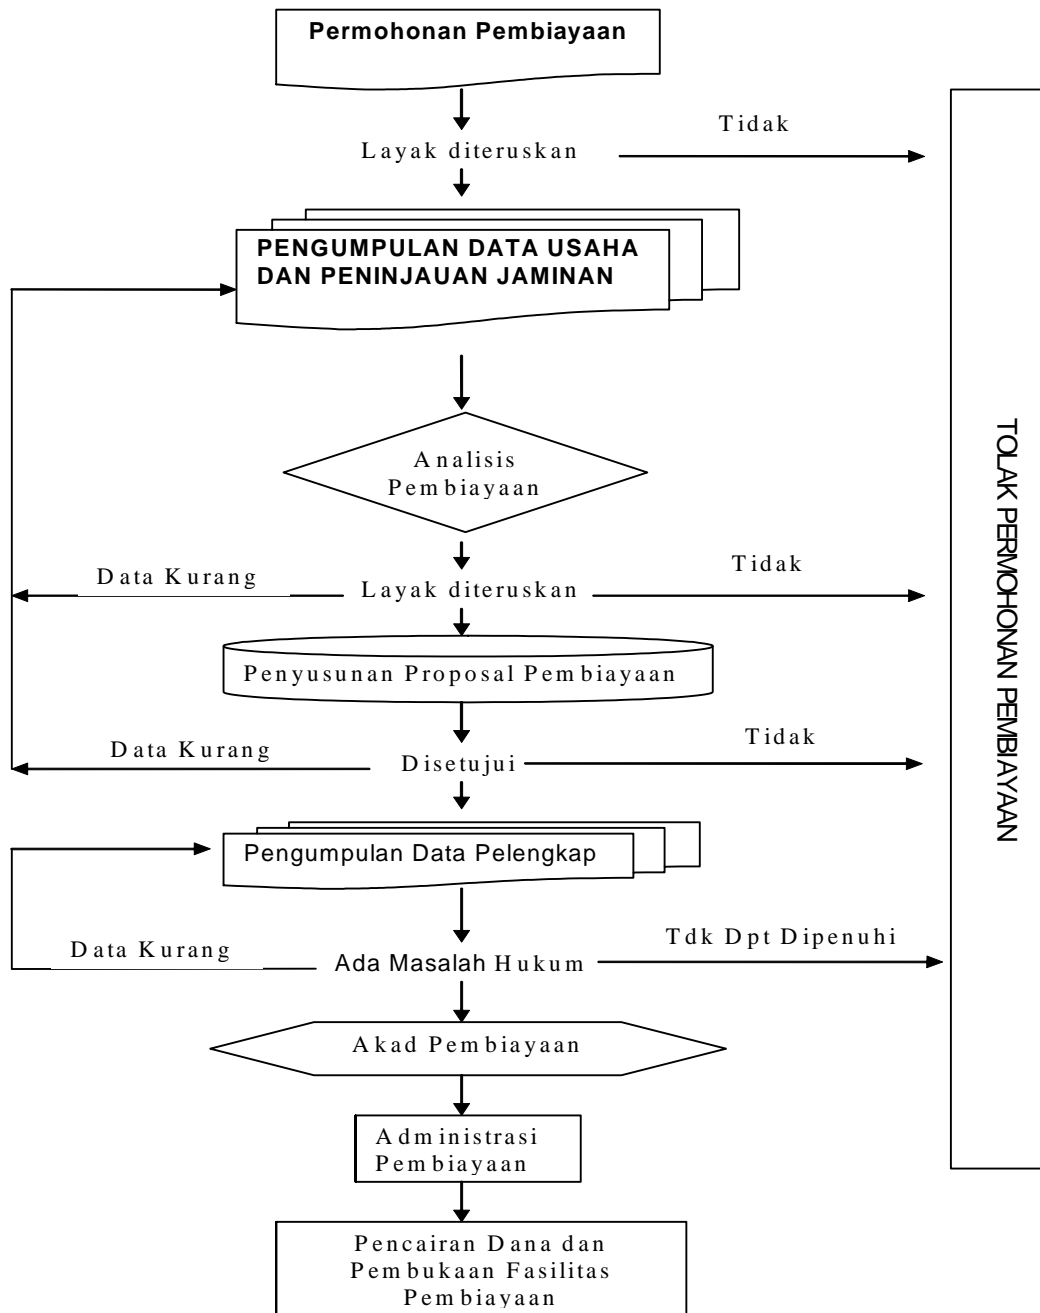 Permohonan Pembiayaan
Tidak
Layak diteruskan
PENGUMPULAN DATA USAHA
DAN PENINJAUAN JAMINAN
Analisis
Pembiayaan
Data Kurang
Layak diteruskan
Tidak
Penyusunan Proposal Pembiayaan
Data Kurang
Disetujui
Tidak
Pengumpulan Data Pelengkap
Data Kurang
Ada Masalah Hukum
Tdk Dpt Dipenuhi
Akad Pembiayaan
Administrasi
Pembiayaan
Pencairan Dana dan
Pembukaan Fasilitas
Pembiayaan
TOLAK PERMOHONAN PEMBIAYAAN